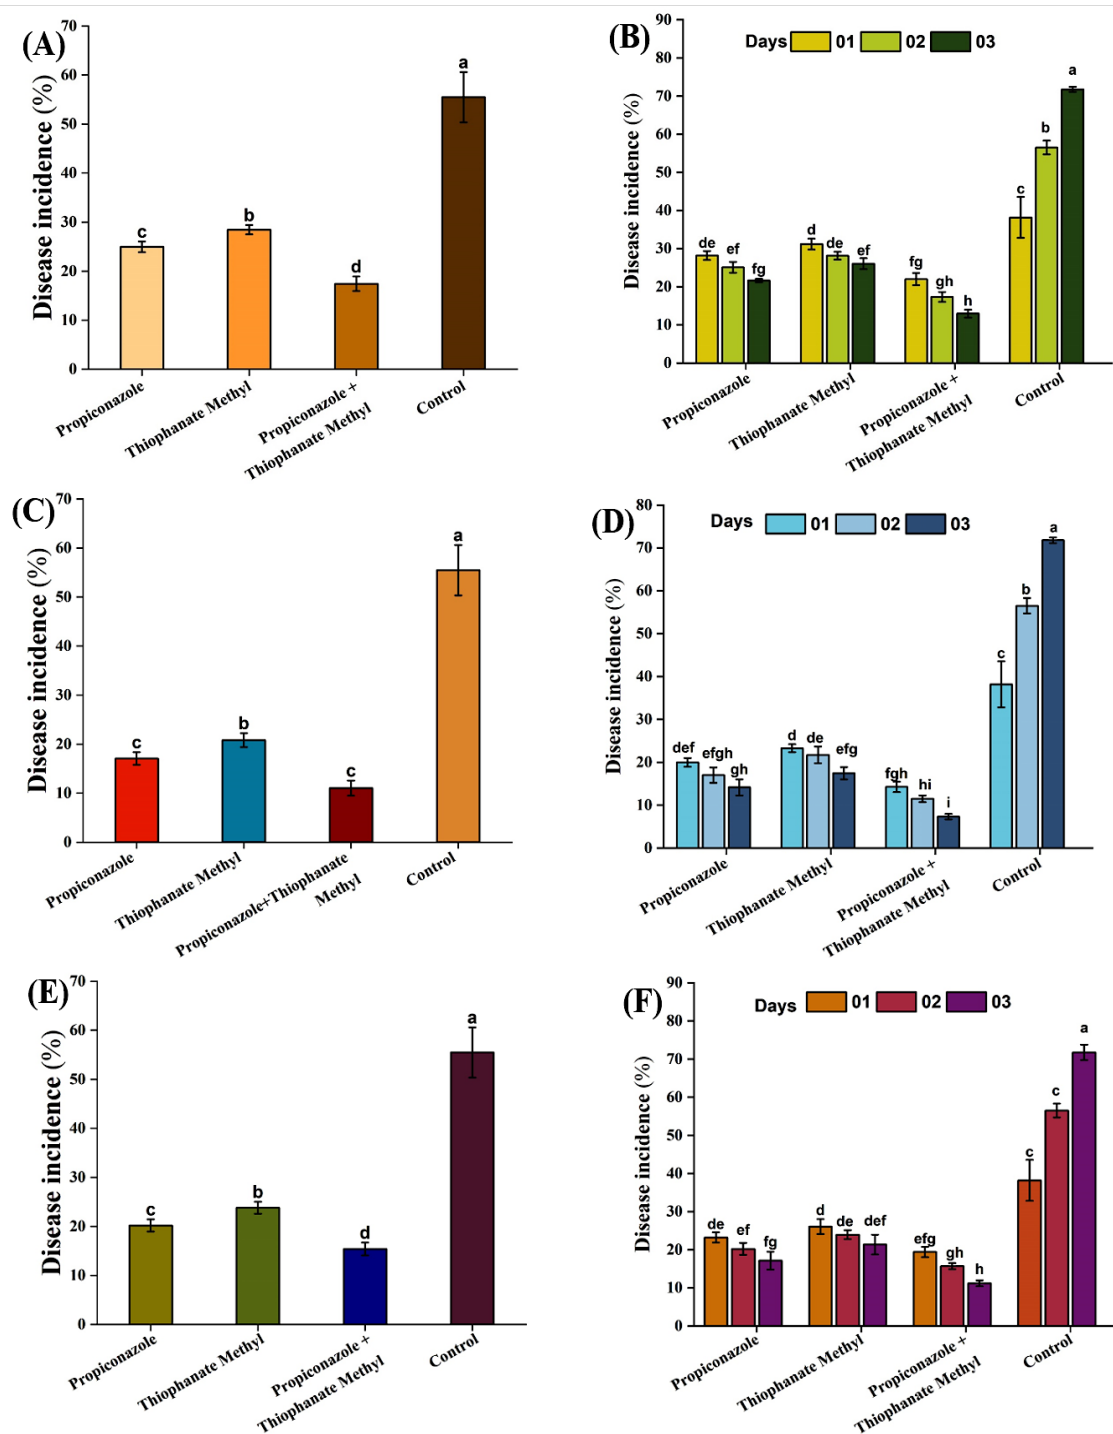 (A)
Disease incidence (%)
70
60
50
40
30
20
10
0
c
b
d
a
Propiconazole
Thiophanate Methyl
Propiconazole +
Thiophanate Methyl
Control
(B)
Disease incidence (%)
Days 01 02 03
90
80
70
60
50
40
30
20
10
0
de ef fg
d de ef
fg gh h
c b a
Propiconazole
Thiophanate Methyl
Propiconazole +
Thiophanate Methyl
Control
(C)
Disease incidence (%)
70
60
50
40
30
20
10
0
c
b
c
a
Propiconazole
Thiophanate Methyl
Propiconazole+Thiophanate
Methyl
Control
(D)
Disease incidence (%)
Days 01 02 03
80
70
60
50
40
30
20
10
0
def efgh gh
d de efg
fgh hi i
c b a
Propiconazole
Thiophanate Methyl
Propiconazole +
Thiophanate Methyl
Control
(E)
Disease incidence (%)
70
60
50
40
30
20
10
0
c
b
d
a
Propiconazole
Thiophanate Methyl
Propiconazole +
Thiophanate Methyl
Control
(F)
Disease incidence (%)
Days 01 02 03
90
80
70
60
50
40
30
20
10
0
de ef fg
d de def
efg gh h
c c a
Propiconazole
Thiophanate Methyl
Propiconazole +
Thiophanate Methyl
Control